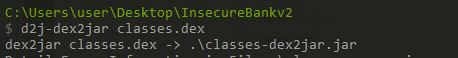 C:\Users\user\Desktop\InsecureBankv2
$ d2j-dex2jar classes.dex
dex2jar classes.dex -> .\classes-dex2jar.jar